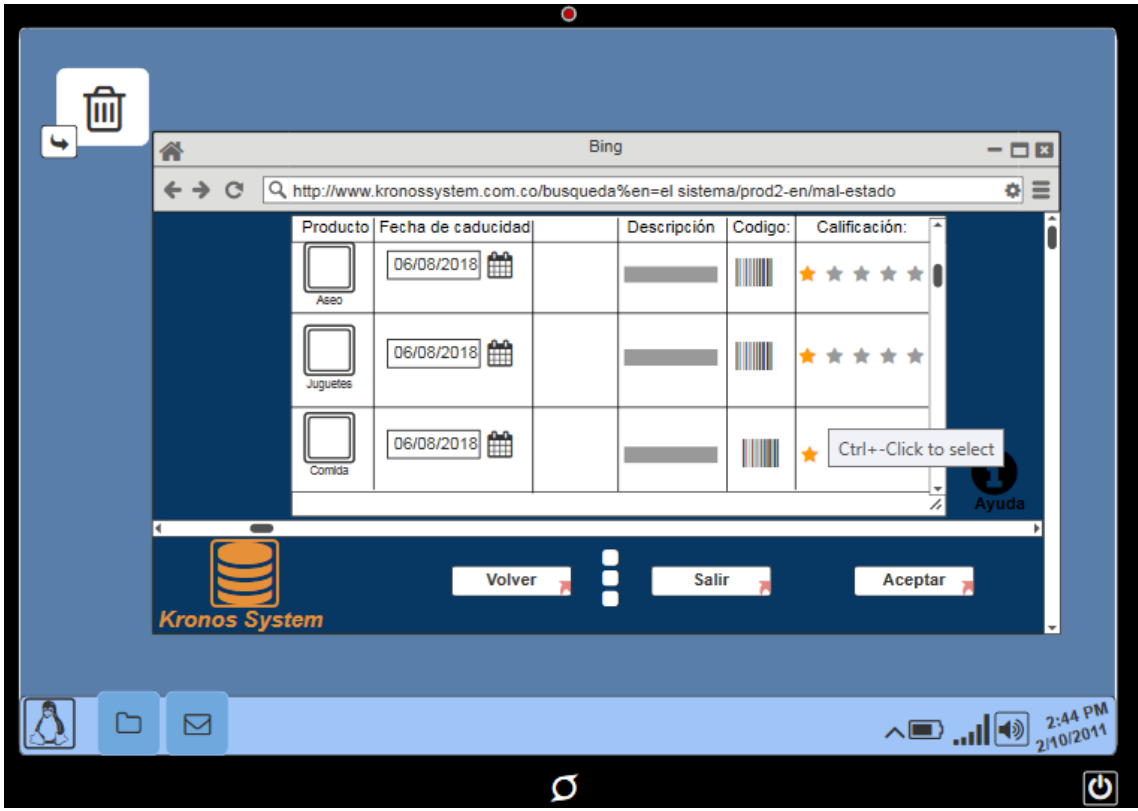 Bing
http://www.kronossystem.com.co/busqueda%en=el sistema/prod2-en/mal-estado
Producto Fecha de caducidad Descripción Codigo: Calificación:
06/08/2018
Aseo
06/08/2018
Juguetes
06/08/2018
Ctrl+-Click to select
Comida
Ayuda
Volver Salir Aceptar
Kronos System
2:44 PM
2/10/2011